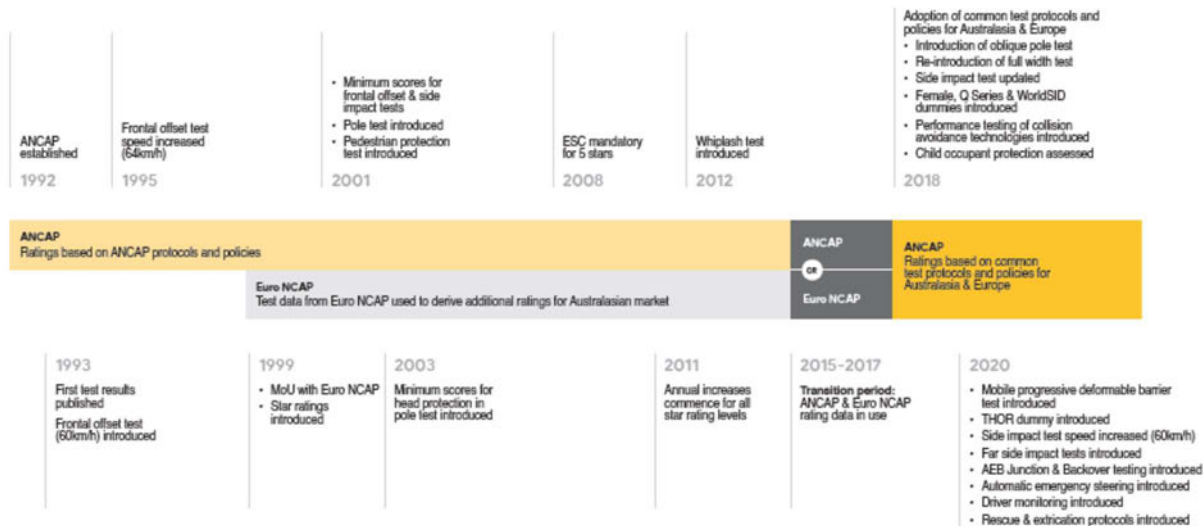 ANCAP
established
1992
Frontal offset test
speed increased
(64km/h)
1995
• Minimum scores for
frontal offset & side
impact tests
• Pole test introduced
• Pedestrian protection
test introduced
2001
ESC mandatory
for 5 stars
2008
Whiplash test
introduced
2012
Adoption of common test protocols and
policies for Australasia & Europe
• Introduction of oblique pole test
• Re-introduction of full width test
• Side impact test updated
• Female, Q Series & WorldSID
dummies introduced
• Performance testing of collision
avoidance technologies introduced
• Child occupant protection assessed
2018
ANCAP
Ratings based on ANCAP protocols and policies
Euro NCAP
Test data from Euro NCAP used to derive additional ratings for Australasian market
ANCAP
OR
Euro NCAP
ANCAP
Ratings based on common
test protocols and policies for
Australasia & Europe
1993
First test results
published
Frontal offset test
(60km/h) introduced
1999
• MoU with Euro NCAP
• Star ratings
introduced
2003
Minimum scores for
head protection in
pole test introduced
2011
Annual increases
commence for all
star rating levels
2015-2017
Transition period:
ANCAP & Euro NCAP
rating data in use
2020
• Mobile progressive deformable barrier
test introduced
• THOR dummy introduced
• Side impact test speed increased (60km/h)
• Far side impact tests introduced
• AEB Junction & Backover testing introduced
• Automatic emergency steering introduced
• Driver monitoring introduced
• Rescue & extrication protocols introduced